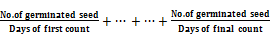 No.of germinated seed / Days of first count + ⋯ + ⋯ + No.of germinated seed / Days of final count